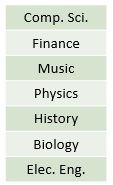 Comp. Sci.
Finance
Music
Physics
History
Biology
Elec. Eng.